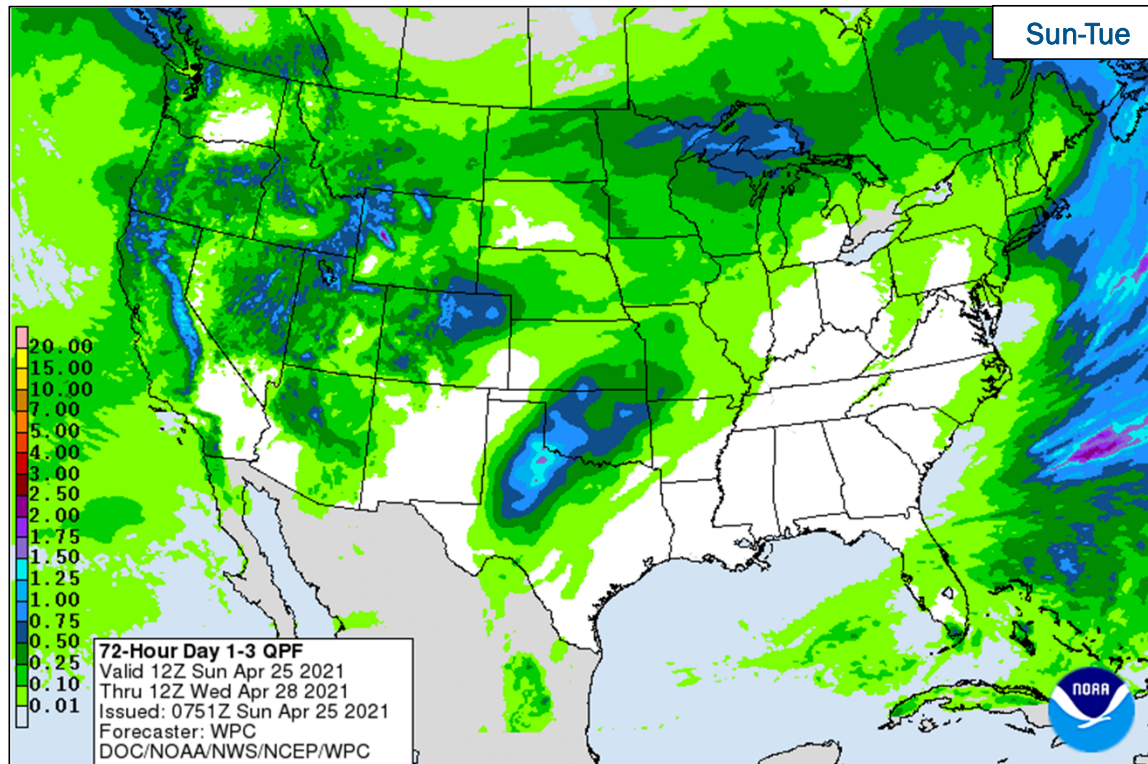 Sun-Tue
20.00
15.00
10.00
7.00
5.00
4.00
3.00
2.50
2.00
1.75
1.50
1.25
1.00
0.75
0.50
0.25
0.10
0.01
72-Hour Day 1-3 QPF
Valid 12Z Sun Apr 25 2021
Thru 12Z Wed Apr 28 2021
Issued: 0751Z Sun Apr 25 2021
Forecaster: WPC
DOC/NOAA/NWS/NCEP/WPC
NOAA